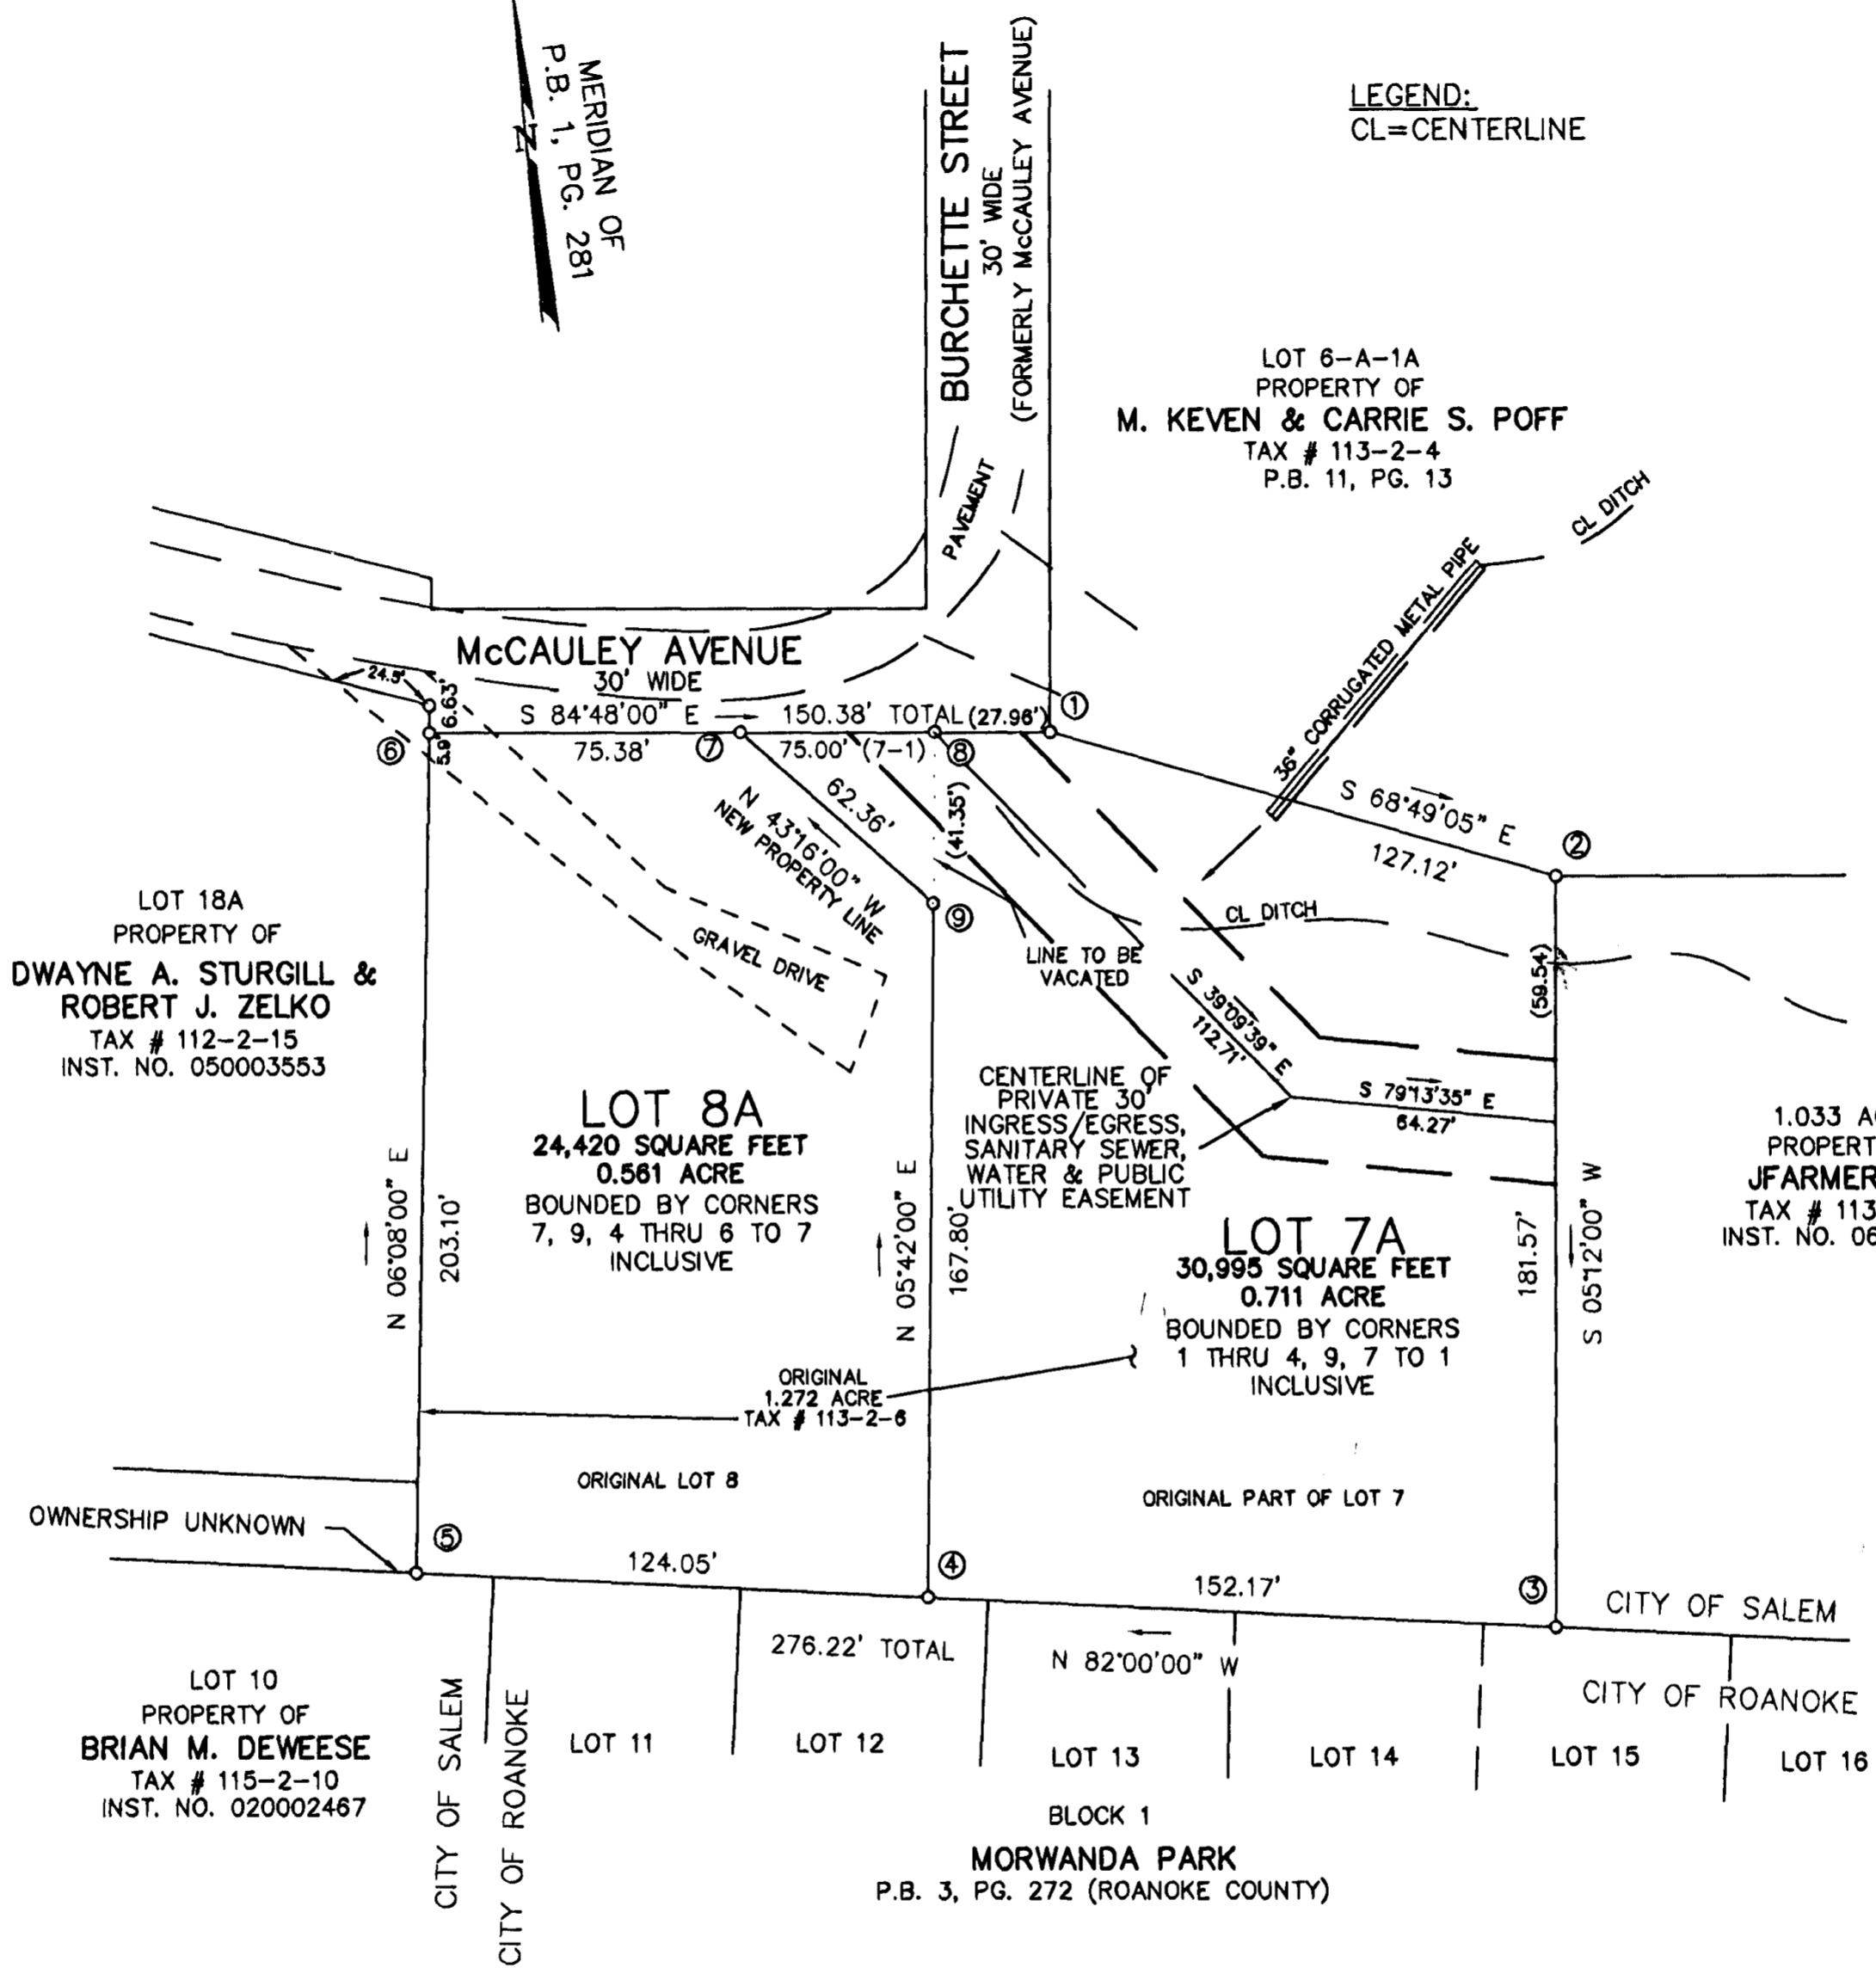 MERIDIAN OF
P.B. 1, PG. 281
N
BURCHETTE STREET
30' WIDE
(FORMERLY McCAULEY AVENUE)
LEGEND:
CL=CENTERLINE
LOT 6-A-1A
PROPERTY OF
M. KEVEN & CARRIE S. POFF
TAX # 113-2-4
P.B. 11, PG. 13
PAVEMENT
CL DITCH
36" CORRUGATED METAL PIPE
McCAULEY AVENUE
30' WIDE
24.5'
6.63'
5.9'
S 84°48'00" E
150.38' TOTAL
(27.96')
1
6
75.38'
7
75.00' (7-1)
8
62.36'
N 43°16'00" W
NEW PROPERTY LINE
(41.35')
S 68°49'05" E
127.12'
2
9
LOT 18A
PROPERTY OF
DWAYNE A. STURGILL &
ROBERT J. ZELKO
TAX # 112-2-15
INST. NO. 050003553
GRAVEL DRIVE
LINE TO BE
VACATED
CL DITCH
(59.54)
S 39°09'39" E
112.71'
S 79°13'35" E
64.27'
CENTERLINE OF
PRIVATE 30'
INGRESS/EGRESS,
SANITARY SEWER,
WATER & PUBLIC
UTILITY EASEMENT
LOT 8A
24,420 SQUARE FEET
0.561 ACRE
BOUNDED BY CORNERS
7, 9, 4 THRU 6 TO 7
INCLUSIVE
N 06°08'00" E
203.10'
N 05°42'00" E
167.80'
LOT 7A
30,995 SQUARE FEET
0.711 ACRE
BOUNDED BY CORNERS
1 THRU 4, 9, 7 TO 1
INCLUSIVE
181.57'
S 05°12'00" W
1.033 A
PROPERT
JFARMER
TAX # 113
INST. NO. 06
ORIGINAL
1.272 ACRE
TAX # 113-2-6
ORIGINAL LOT 8
ORIGINAL PART OF LOT 7
OWNERSHIP UNKNOWN
5
124.05'
4
152.17'
3
276.22' TOTAL
N 82°00'00" W
CITY OF SALEM
CITY OF ROANOKE
LOT 10
PROPERTY OF
BRIAN M. DEWEESE
TAX # 115-2-10
INST. NO. 020002467
CITY OF SALEM
CITY OF ROANOKE
LOT 11
LOT 12
LOT 13
LOT 14
LOT 15
LOT 16
BLOCK 1
MORWANDA PARK
P.B. 3, PG. 272 (ROANOKE COUNTY)